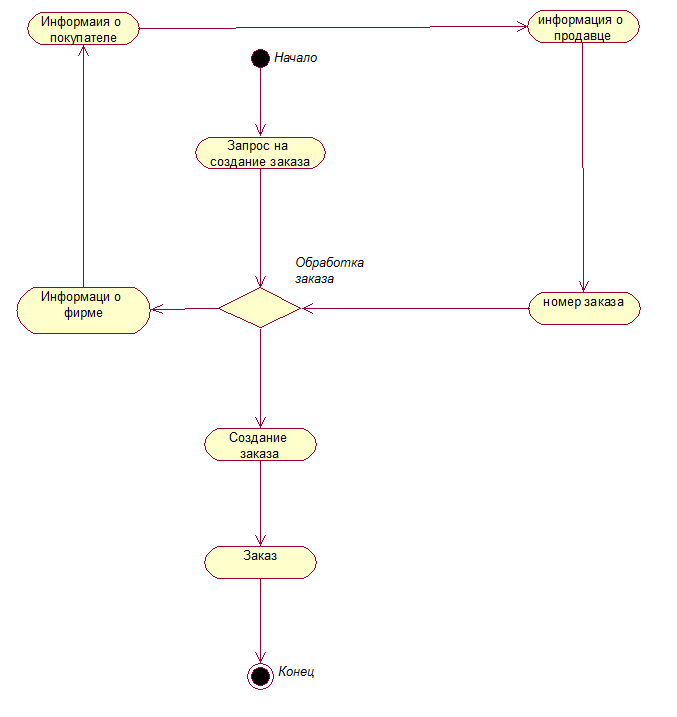 Информаия о
покупателе
информация о
продавце
Начало
Запрос на
создание заказа
Обработка
заказа
Информаци о
фирме
номер заказа
Создание
заказа
Заказ
Конец